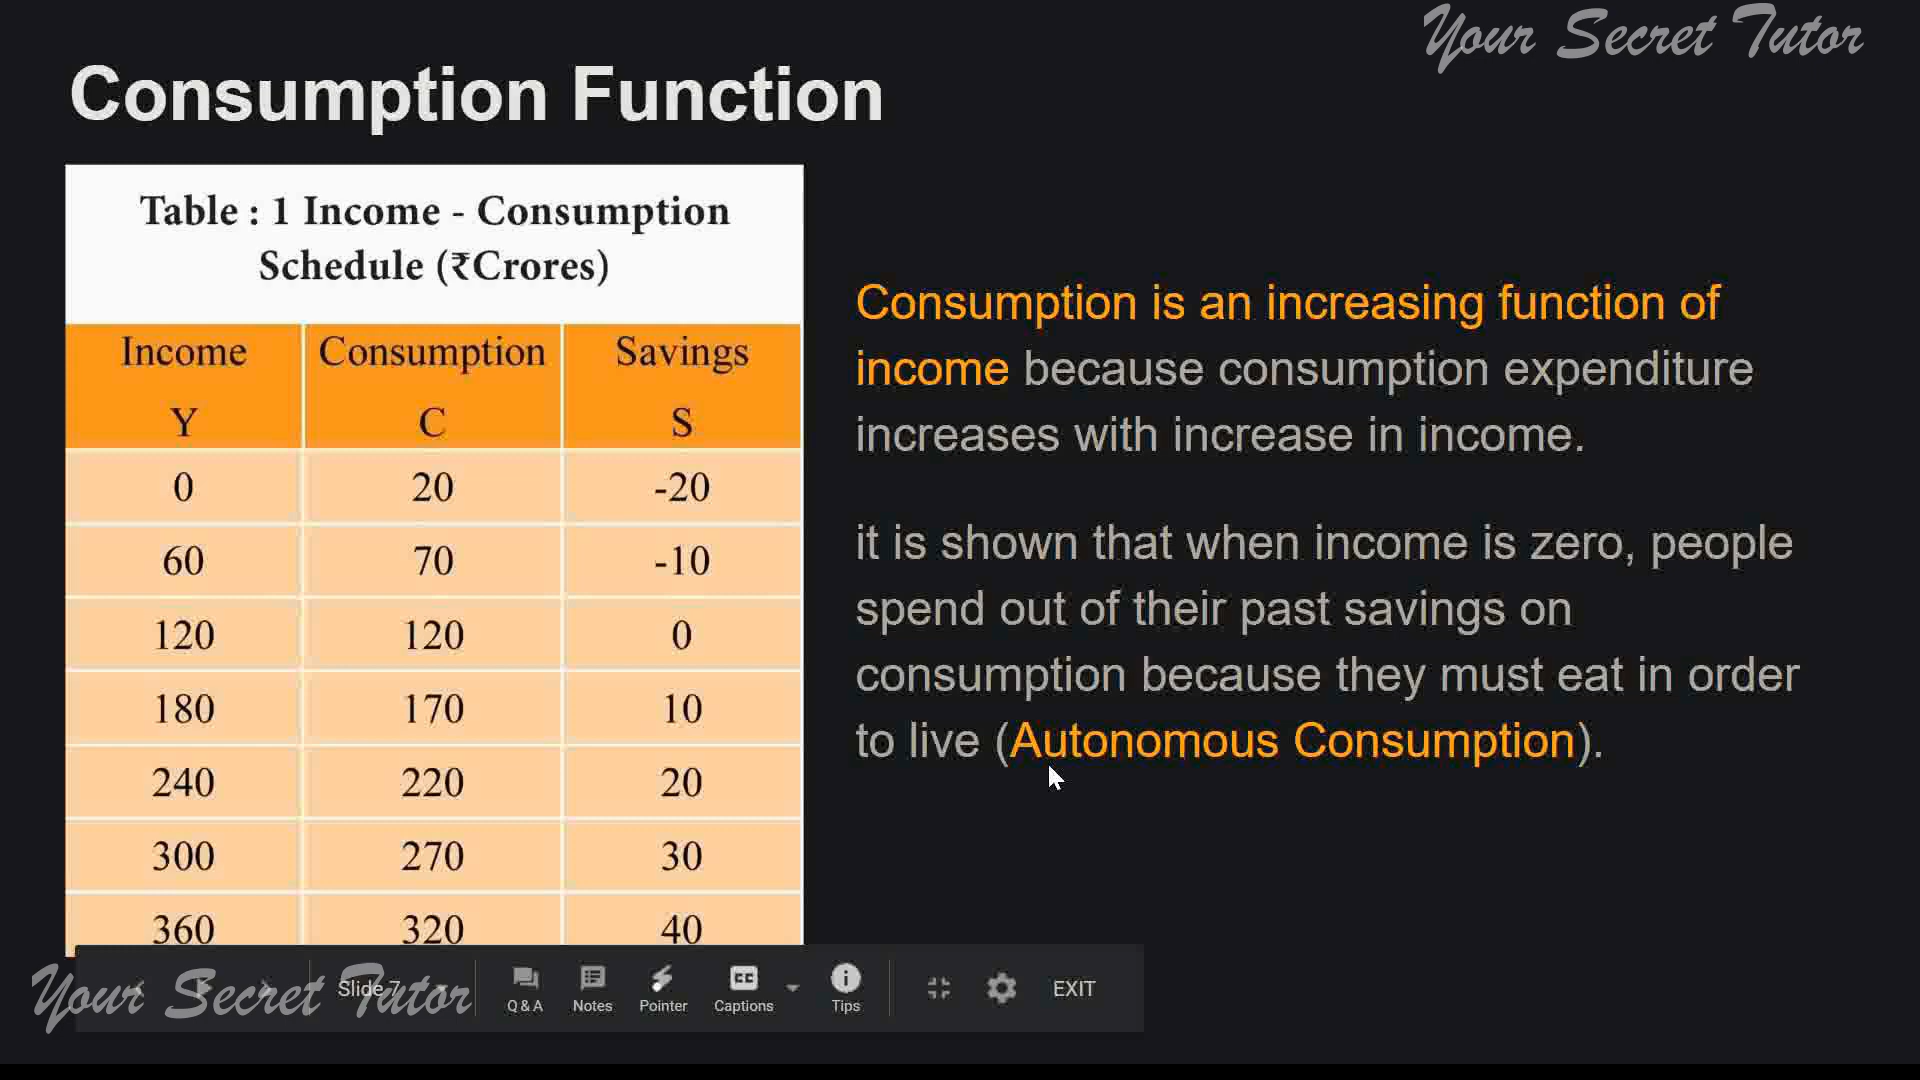 Your Secret Tutor
Consumption Function
Table : 1 Income - Consumption
Schedule (₹Crores)
Income Consumption Savings
Y C S
0 20 -20
60 70 -10
120 120 0
180 170 10
240 220 20
300 270 30
360 320 40
Consumption is an increasing function of
income because consumption expenditure
increases with increase in income.
it is shown that when income is zero, people
spend out of their past savings on
consumption because they must eat in order
to live (Autonomous Consumption).
Your Secret Tutor
Slide 7
Q & A Notes Pointer Captions Tips EXIT